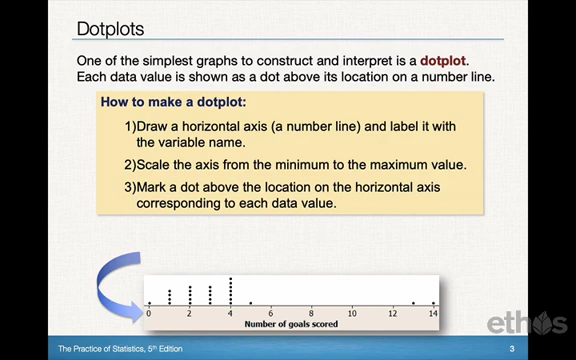 Dotplots
One of the simplest graphs to construct and interpret is a dotplot.
Each data value is shown as a dot above its location on a number line.
How to make a dotplot:
1)Draw a horizontal axis (a number line) and label it with
the variable name.
2)Scale the axis from the minimum to the maximum value.
3)Mark a dot above the location on the horizontal axis
corresponding to each data value.
0 2 4 6 8 10 12 14
Number of goals scored
ethos
The Practice of Statistics, 5th Edition 3